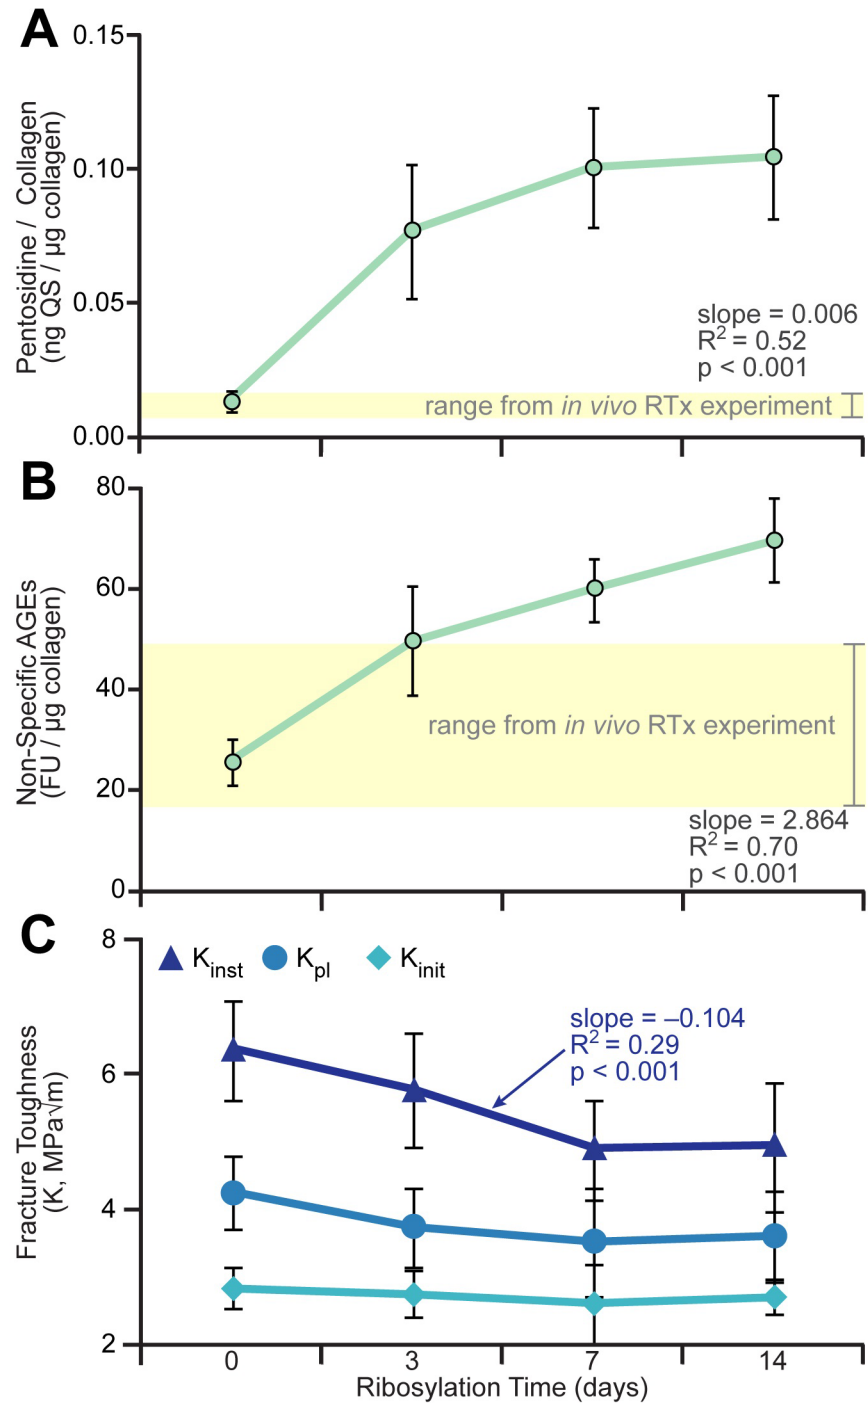 A
Pentosidine / Collagen
(ng QS / µg collagen)
0.15
0.10
0.05
0.00
slope = 0.006
R² = 0.52
p < 0.001
range from in vivo RTx experiment
B
Non-Specific AGEs
(FU / µg collagen)
80
60
40
20
0
range from in vivo RTx experiment
slope = 2.864
R² = 0.70
p < 0.001
C
Fracture Toughness
(K, MPa√m)
8
6
4
2
Kinst Kpl Kinit
slope = –0.104
R² = 0.29
p < 0.001
0 3 7 14
Ribosylation Time (days)